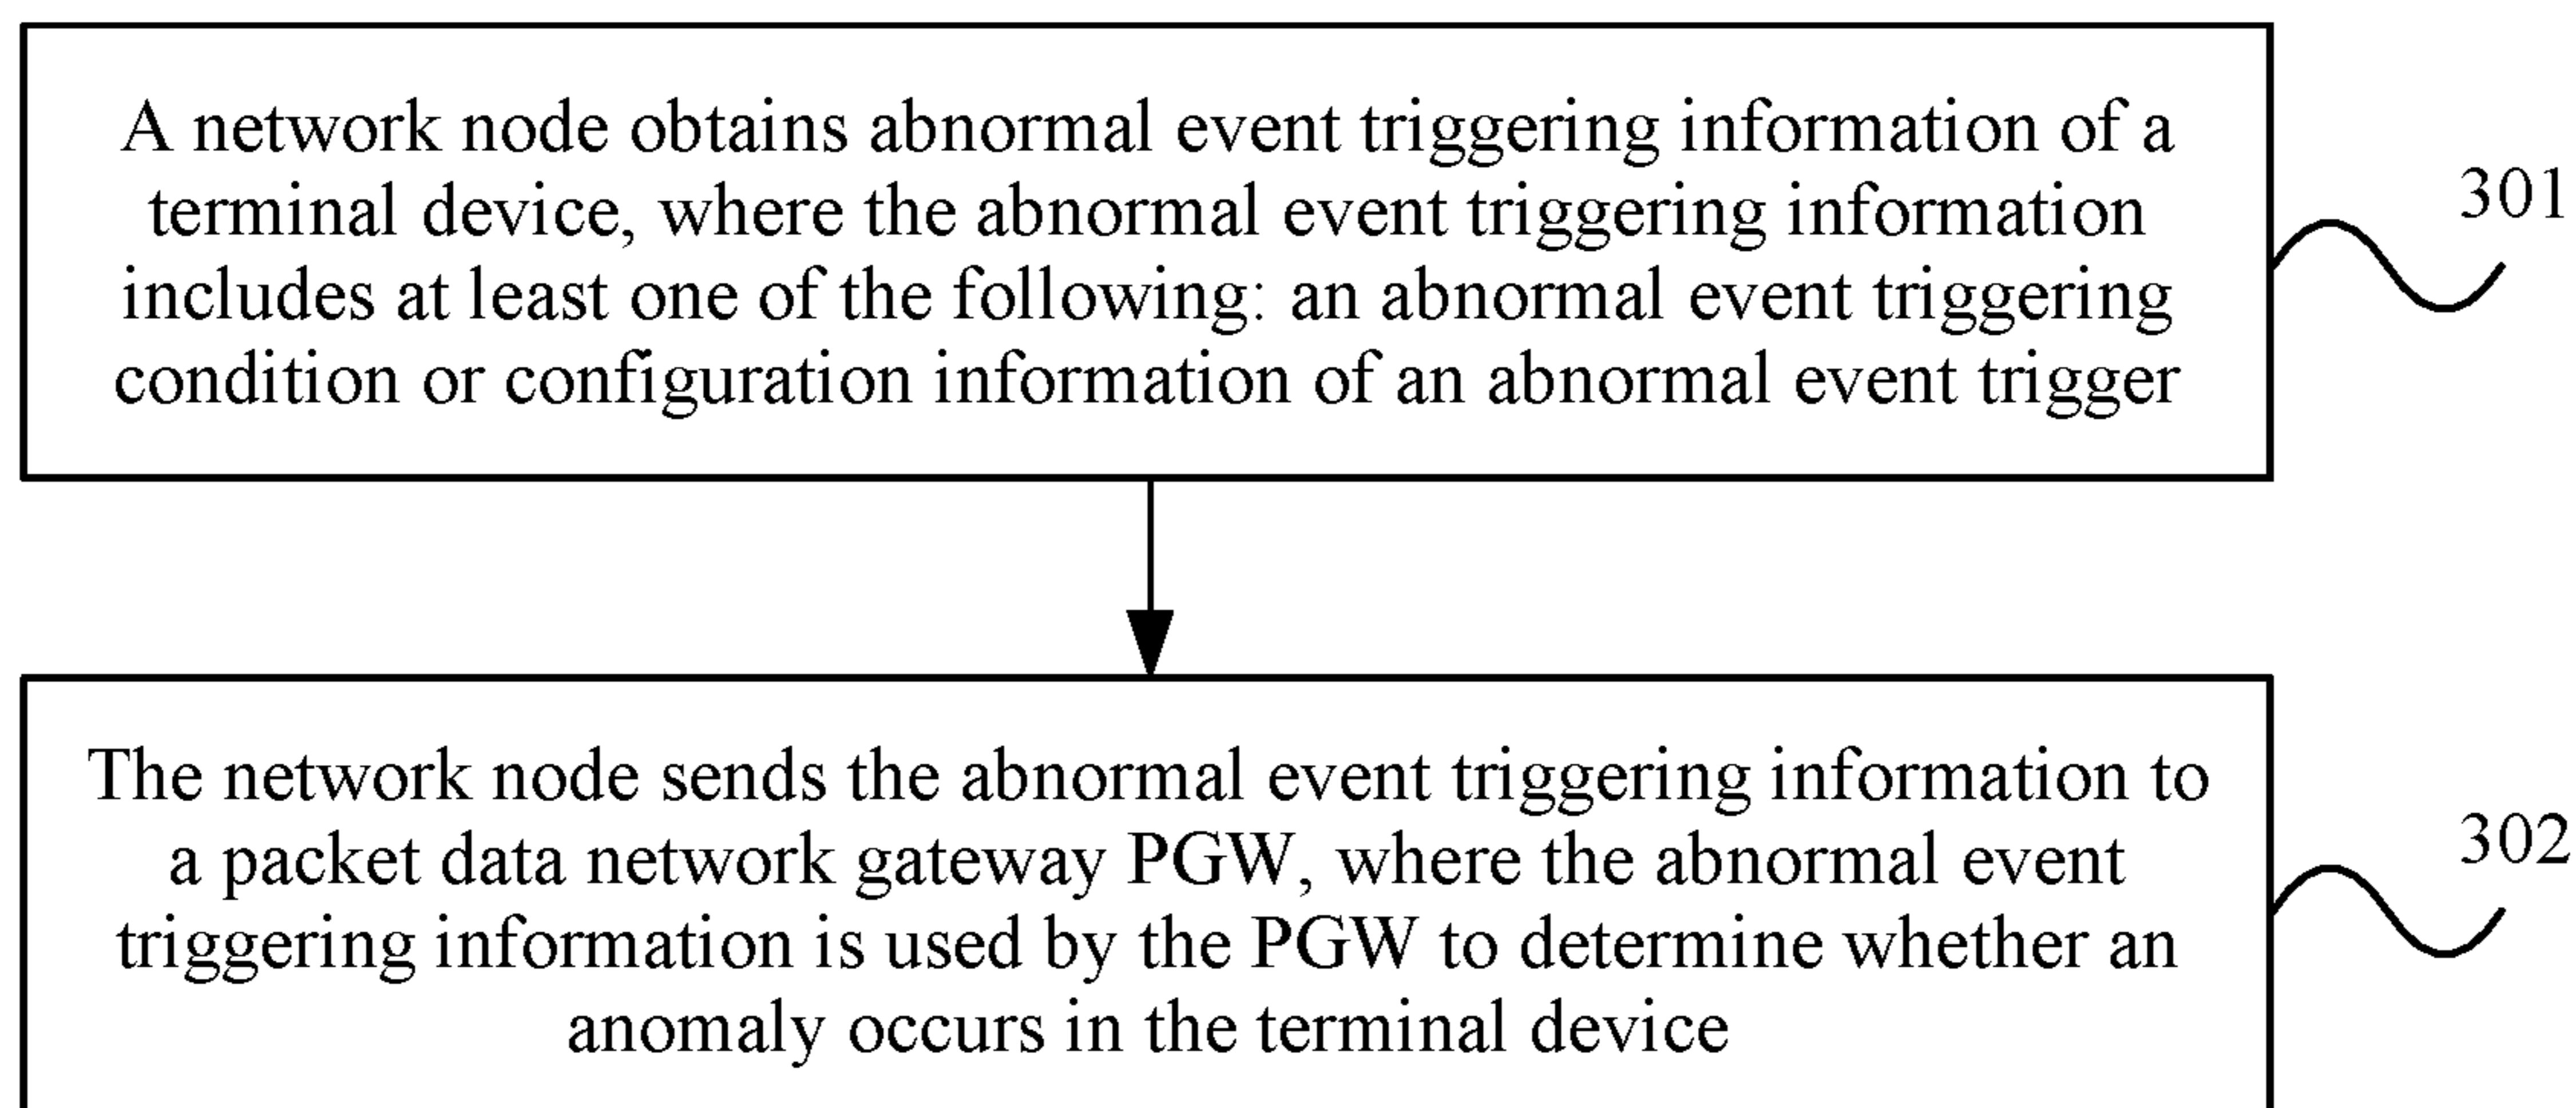 A network node obtains abnormal event triggering information of a
terminal device, where the abnormal event triggering information
includes at least one of the following: an abnormal event triggering
condition or configuration information of an abnormal event trigger
301
The network node sends the abnormal event triggering information to
a packet data network gateway PGW, where the abnormal event
triggering information is used by the PGW to determine whether an
anomaly occurs in the terminal device
302